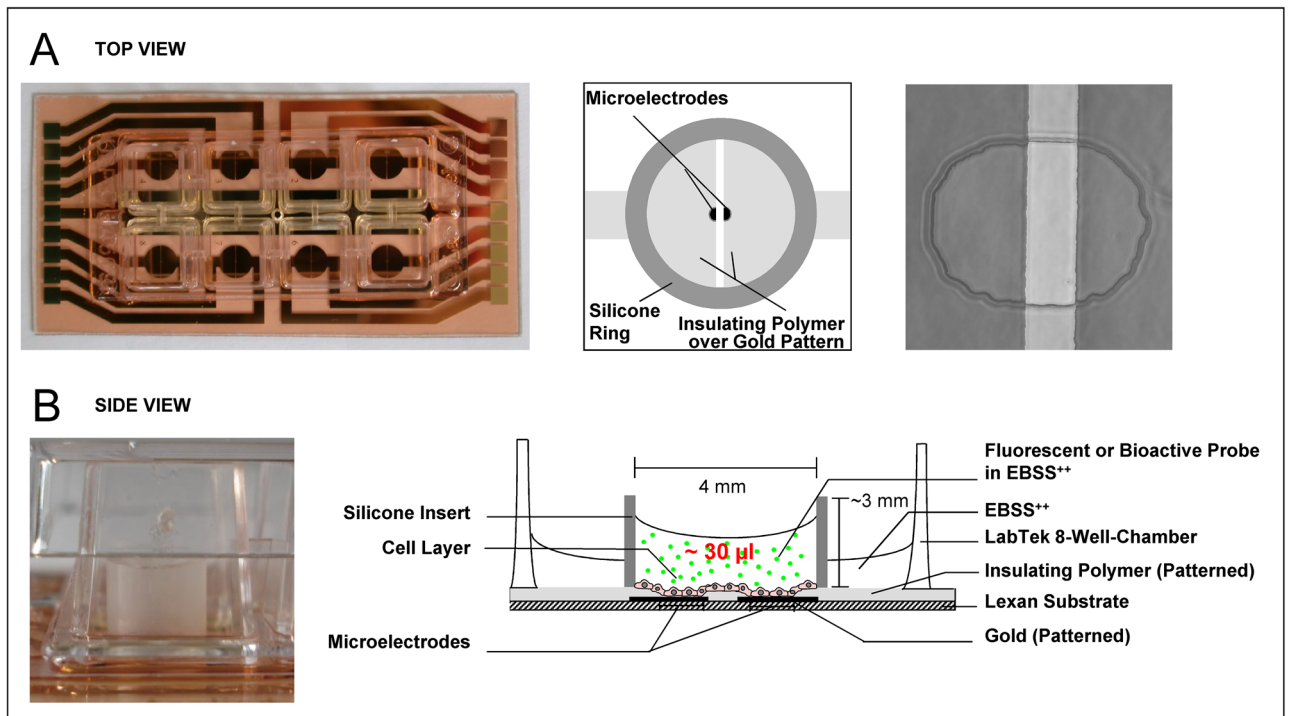 A
TOP VIEW
Microelectrodes
Silicone
Ring
Insulating Polymer
over Gold Pattern
B
SIDE VIEW
4 mm
~3 mm
~ 30 µl
Silicone Insert
Cell Layer
Microelectrodes
Fluorescent or Bioactive Probe
in EBSS⁺⁺
EBSS⁺⁺
LabTek 8-Well-Chamber
Insulating Polymer (Patterned)
Lexan Substrate
Gold (Patterned)